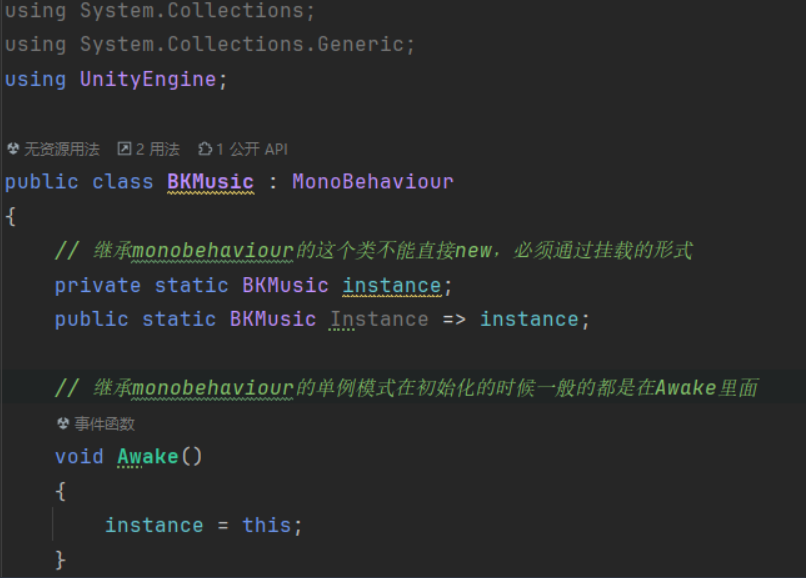 using System.Collections;
using System.Collections.Generic;
using UnityEngine;
无资源用法 2 用法 1 公开 API
public class BKMusic : MonoBehaviour
{
// 继承monobehaviour的这个类不能直接new，必须通过挂载的形式
private static BKMusic instance;
public static BKMusic Instance => instance;
// 继承monobehaviour的单例模式在初始化的时候一般的都是在Awake里面
事件函数
void Awake()
{
instance = this;
}